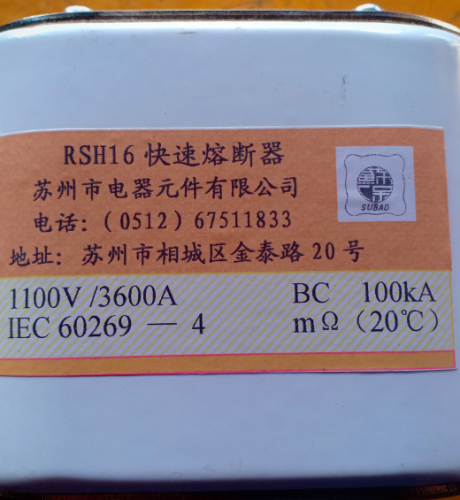 RSH16 快速熔断器
苏州市电器元件有限公司
SUBAO
电话：（0512）67511833
地址： 苏州市相城区金泰路 20 号
1100V /3600A BC 100kA
IEC 60269 — 4 mΩ（20℃）